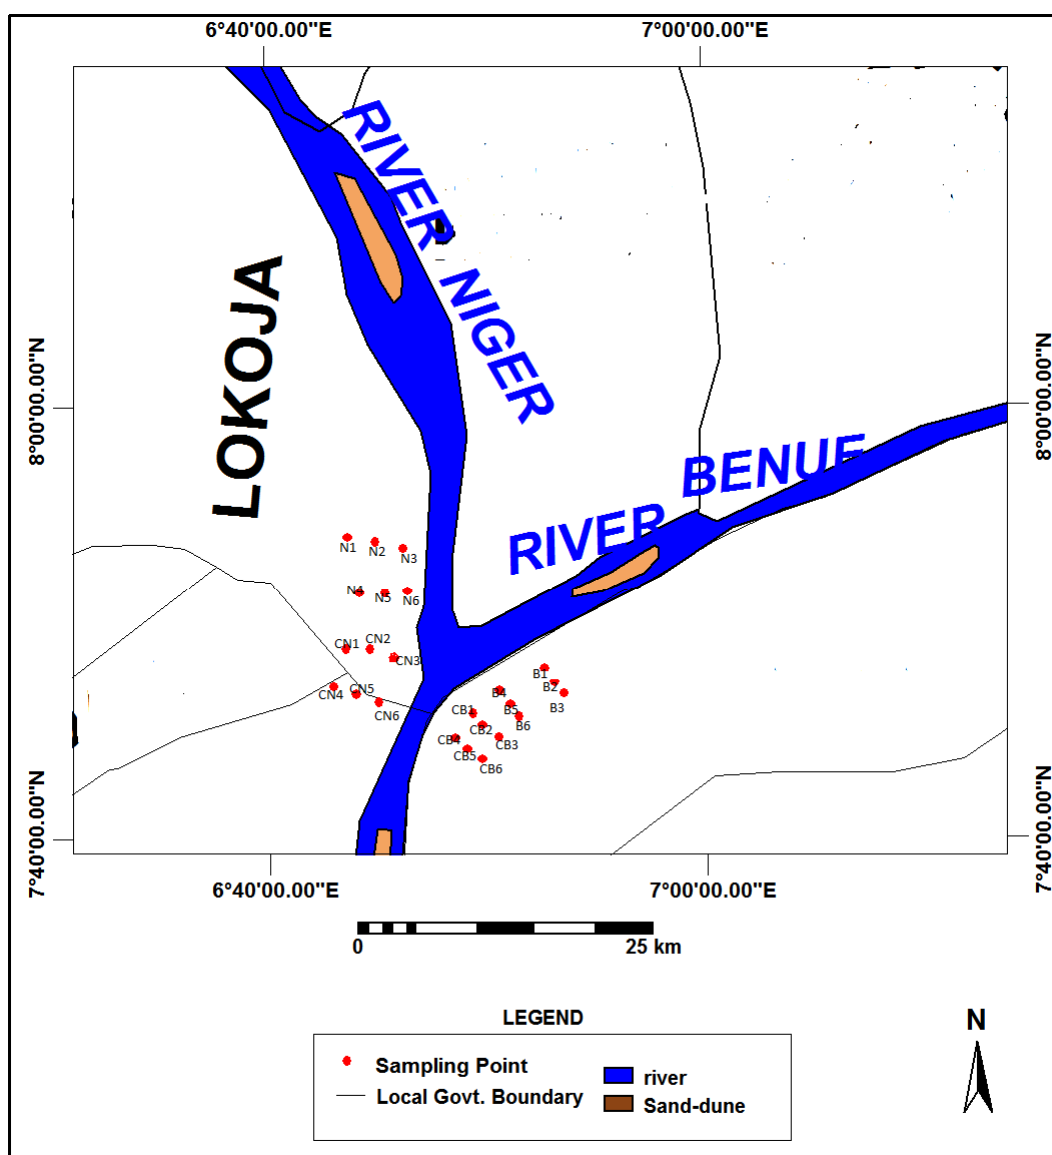 6°40'00.00"E
7°00'00.00"E
RIVER NIGER
LOKOJA
8°00'00.00"N
8°00'00.00"N
RIVER BENUE
N1
N2
N3
N4
N5
N6
CN1
CN2
CN3
CN4
CN5
CN6
B1
B2
B3
B4
B5
B6
CB1
CB2
CB3
CB4
CB5
CB6
7°40'00.00"N
7°40'00.00"N
6°40'00.00"E
7°00'00.00"E
0
25 km
LEGEND
Sampling Point
Local Govt. Boundary
river
Sand-dune
N